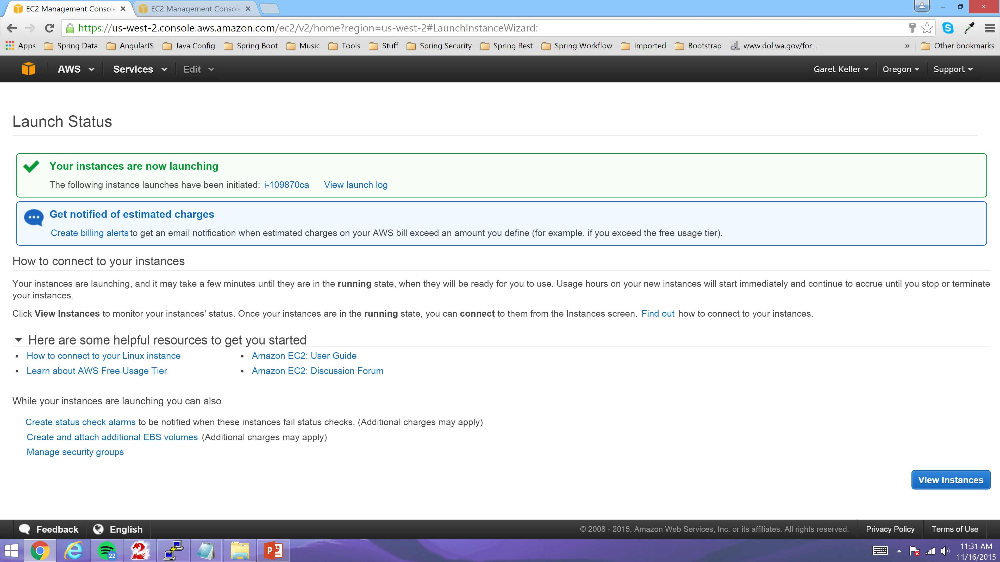 EC2 Management Console
EC2 Management Console
https://us-west-2.console.aws.amazon.com/ec2/v2/home?region=us-west-2#LaunchInstanceWizard:
Apps Spring Data AngularJS Java Config Spring Boot Music Tools Stuff Spring Security Spring Rest Spring Workflow Imported Bootstrap www.dol.wa.gov/for... » Other bookmarks
AWS Services Edit Garet Keller Oregon Support
Launch Status
Your instances are now launching
The following instance launches have been initiated: i-109870ca View launch log
Get notified of estimated charges
Create billing alerts to get an email notification when estimated charges on your AWS bill exceed an amount you define (for example, if you exceed the free usage tier).
How to connect to your instances
Your instances are launching, and it may take a few minutes until they are in the running state, when they will be ready for you to use. Usage hours on your new instances will start immediately and continue to accrue until you stop or terminate
your instances.
Click View Instances to monitor your instances' status. Once your instances are in the running state, you can connect to them from the Instances screen. Find out how to connect to your instances.
Here are some helpful resources to get you started
• How to connect to your Linux instance
• Learn about AWS Free Usage Tier
• Amazon EC2: User Guide
• Amazon EC2: Discussion Forum
While your instances are launching you can also
Create status check alarms to be notified when these instances fail status checks. (Additional charges may apply)
Create and attach additional EBS volumes (Additional charges may apply)
Manage security groups
View Instances
Feedback English © 2008 - 2015, Amazon Web Services, Inc. or its affiliates. All rights reserved. Privacy Policy Terms of Use
22
11:31 AM
11/16/2015